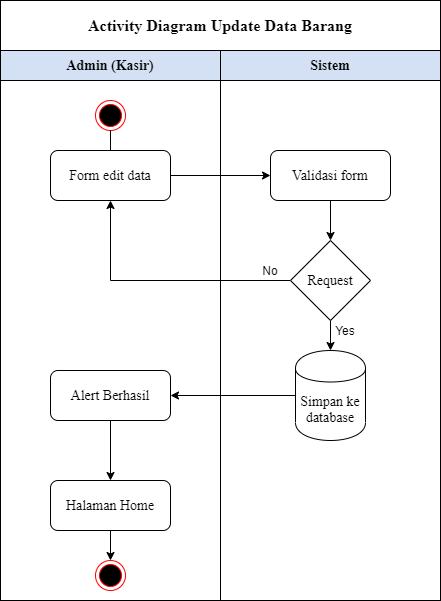 Activity Diagram Update Data Barang
Admin (Kasir)
Sistem
Form edit data
Validasi form
No
Request
Yes
Alert Berhasil
Simpan ke
database
Halaman Home